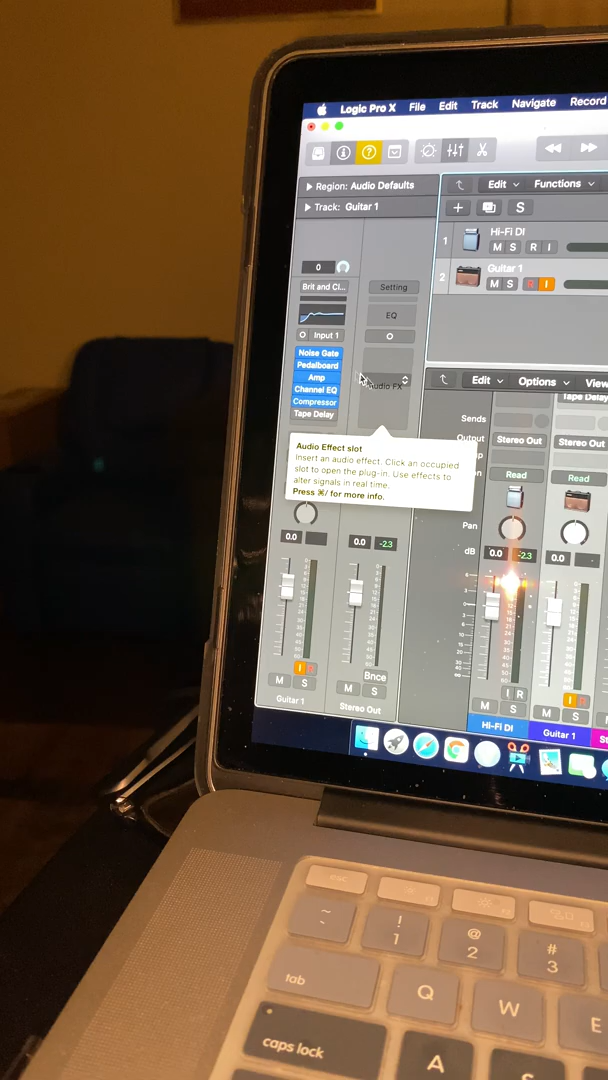 Logic Pro X File Edit Track Navigate Record
Region: Audio Defaults
Edit Functions
Track: Guitar 1
S
1 Hi-Fi DI
M S R I
0
Guitar 1
2 M S R I
Brit and Cl...
Setting
EQ
Input 1
Noise Gate
Pedalboard
Amp
Channel EQ
Compressor
Tape Delay
Audio FX
Edit Options View
Tape Delay
Sends
Output Stereo Out Stereo Out
Audio Effect slot
Insert an audio effect. Click an occupied
slot to open the plug-in. Use effects to
alter signals in real time.
Press ⌘/ for more info.
Read Read
Pan
0.0 0.0 -2.3
dB 0.0 -2.3 0.0
I R
M S
Bnce
M S
Guitar 1
Stereo Out
I R
M S
I R
M S
Hi-Fi DI Guitar 1 St
esc
~
`
!
1
@
2
#
3
tab Q W E
caps lock A